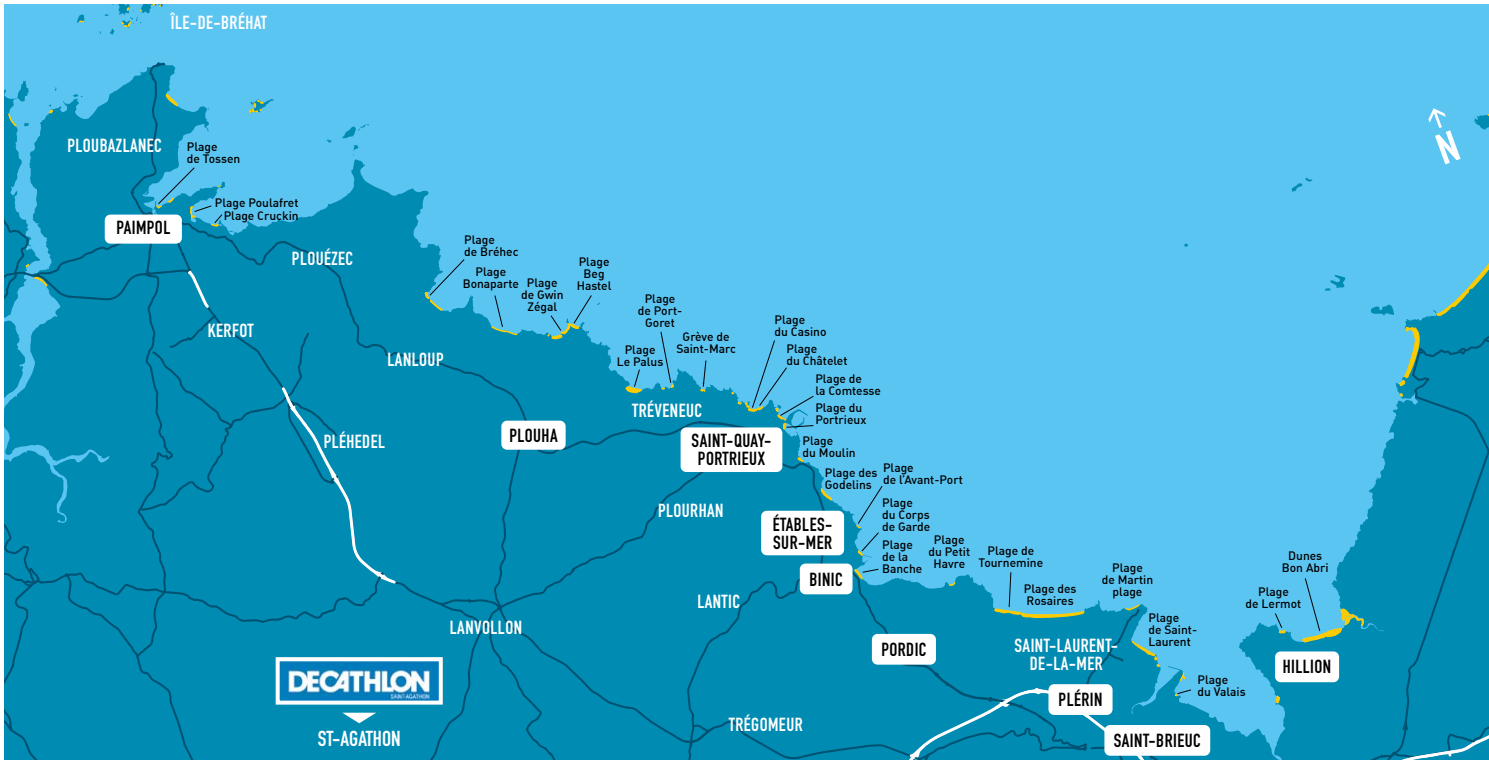 ÎLE-DE-BRÉHAT
N
PLOUBAZLANEC
Plage
de Tossen
Plage Poulafret
Plage Cruckin
PAIMPOL
PLOUÉZEC
Plage
de Bréhec
Plage
Bonaparte
Plage
de Gwin
Zégal
Plage
Beg
Hastel
Plage
de Port-
Goret
Plage
Le Palus
Grève de
Saint-Marc
Plage
du Casino
Plage
du Châtelet
Plage de
la Comtesse
Plage du
Portrieux
Plage
du Moulin
KERFOT
LANLOUP
TRÉVENEUC
PLOUHA
SAINT-QUAY-
PORTRIEUX
PLÉHEDEL
Plage des
Godelins
Plage
de l'Avant-Port
Plage
du Corps
de Garde
Plage
de la
Banche
PLOURHAN
ÉTABLES-
SUR-MER
BINIC
Plage
du Petit
Havre
Plage de
Tournemine
Plage des
Rosaires
Plage
de Martin
plage
Plage
de Saint-
Laurent
Plage
du Valais
Plage
de Lermot
Dunes
Bon Abri
LANTIC
LANVOLLON
PORDIC
SAINT-LAURENT-
DE-LA-MER
HILLION
PLÉRIN
SAINT-BRIEUC
TRÉGOMEUR
DECATHLON
SAINT-AGATHON
ST-AGATHON